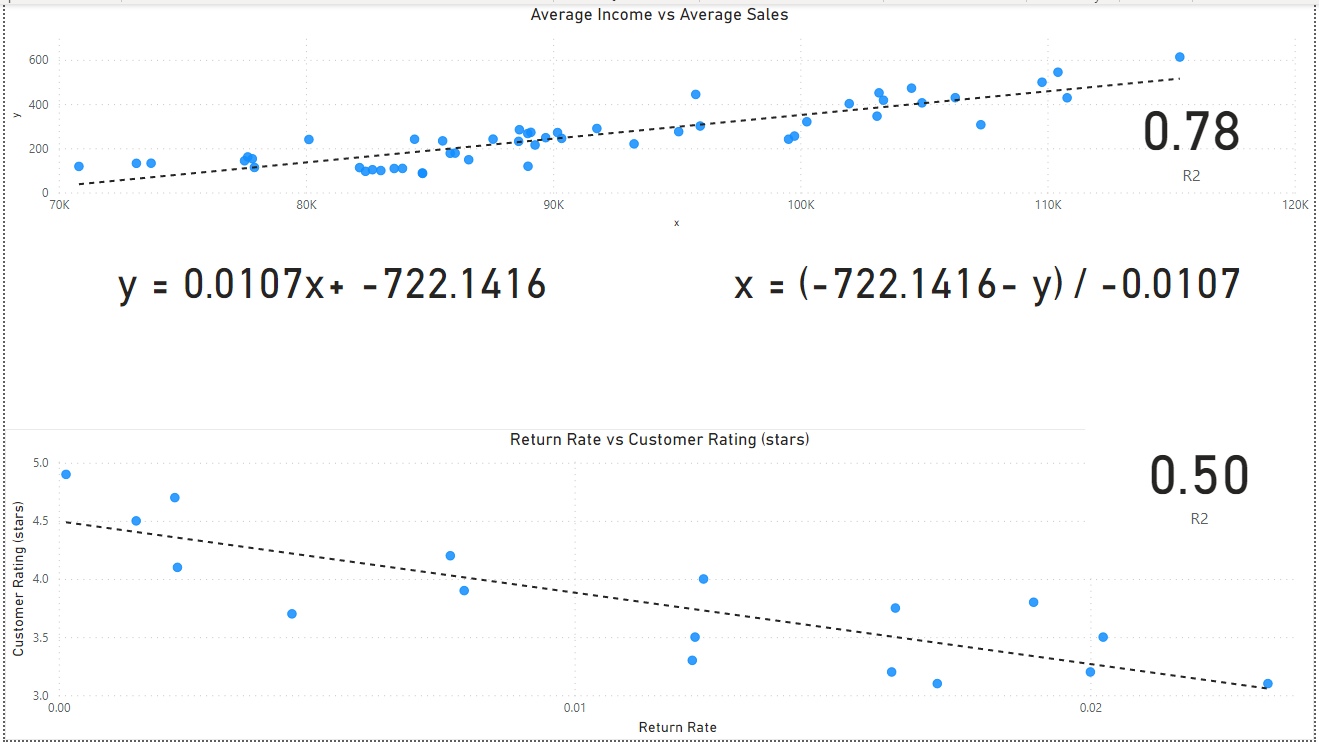 Average Income vs Average Sales
600
400
200
0
y
70K 80K 90K 100K 110K 120K
x
0.78
R2
y = 0.0107x+ -722.1416
x = (-722.1416- y) / -0.0107
Return Rate vs Customer Rating (stars)
0.50
R2
5.0
4.5
4.0
3.5
3.0
Customer Rating (stars)
0.00 0.01 0.02
Return Rate